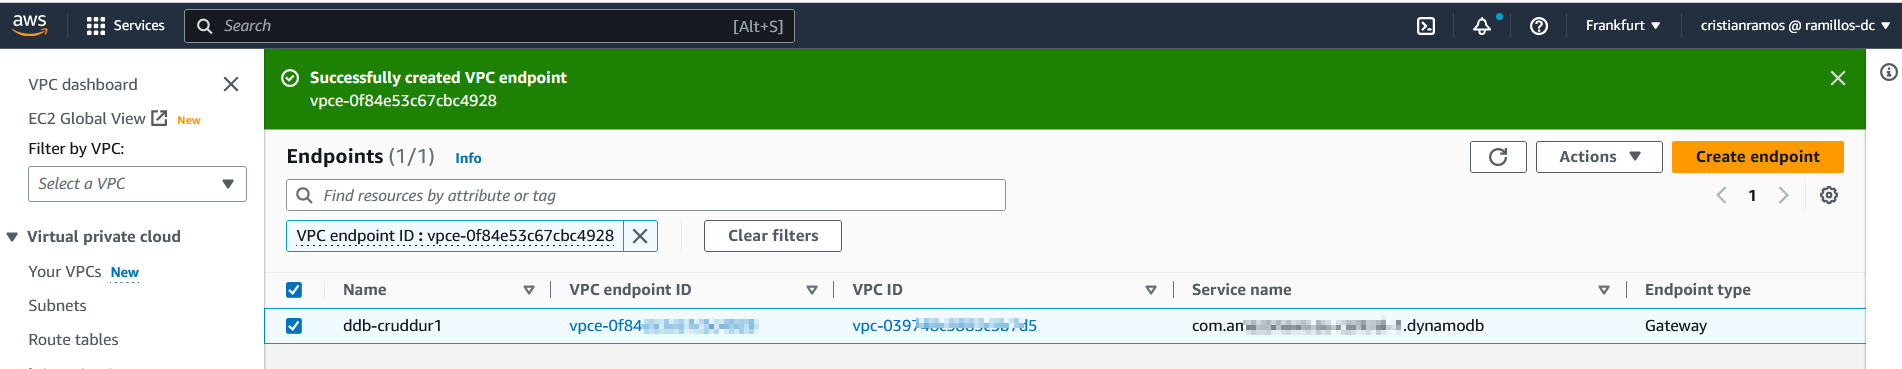 aws Services Search [Alt+S] Frankfurt cristianramos @ ramillos-dc
VPC dashboard
EC2 Global View New
Filter by VPC:
Select a VPC
Virtual private cloud
Your VPCs New
Subnets
Route tables
Successfully created VPC endpoint
vpce-0f84e53c67cbc4928
Endpoints (1/1) Info Actions Create endpoint
Find resources by attribute or tag 1
VPC endpoint ID : vpce-0f84e53c67cbc4928 Clear filters
Name VPC endpoint ID VPC ID Service name Endpoint type
ddb-cruddur1 vpce-0f84 vpc-0397 d5 com.am .dynamodb Gateway